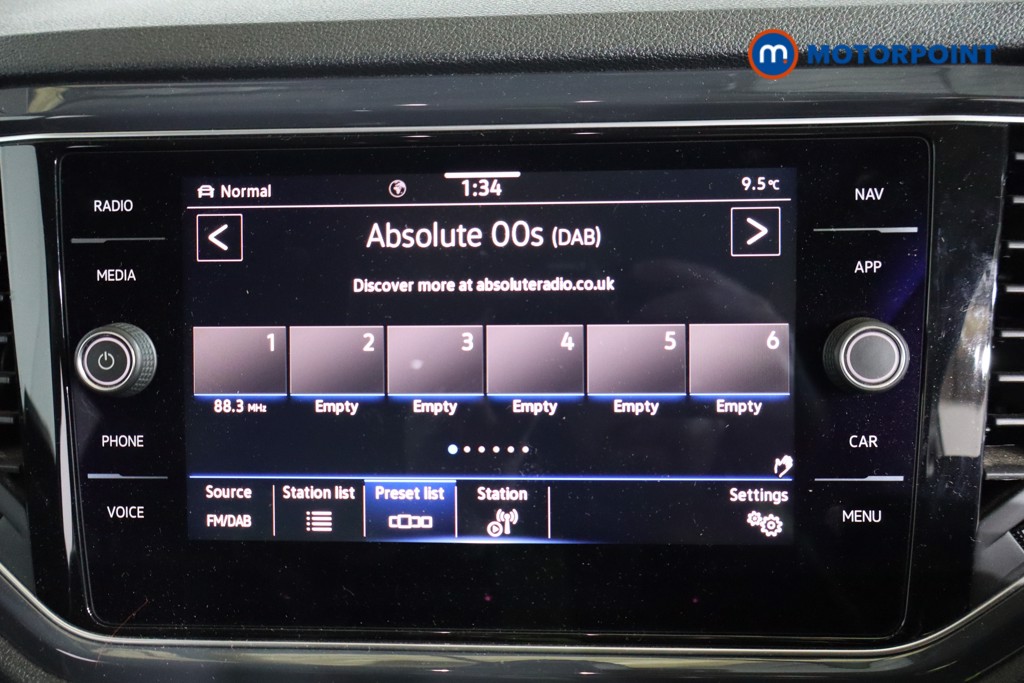 m MOTORPOINT
Normal 1:34 9.5°C
RADIO NAV
< Absolute 00s (DAB) >
MEDIA APP
Discover more at absoluteradio.co.uk
1 2 3 4 5 6
88.3 MHz Empty Empty Empty Empty Empty
PHONE CAR
Source Station list Preset list Station Settings
FM/DAB
VOICE MENU